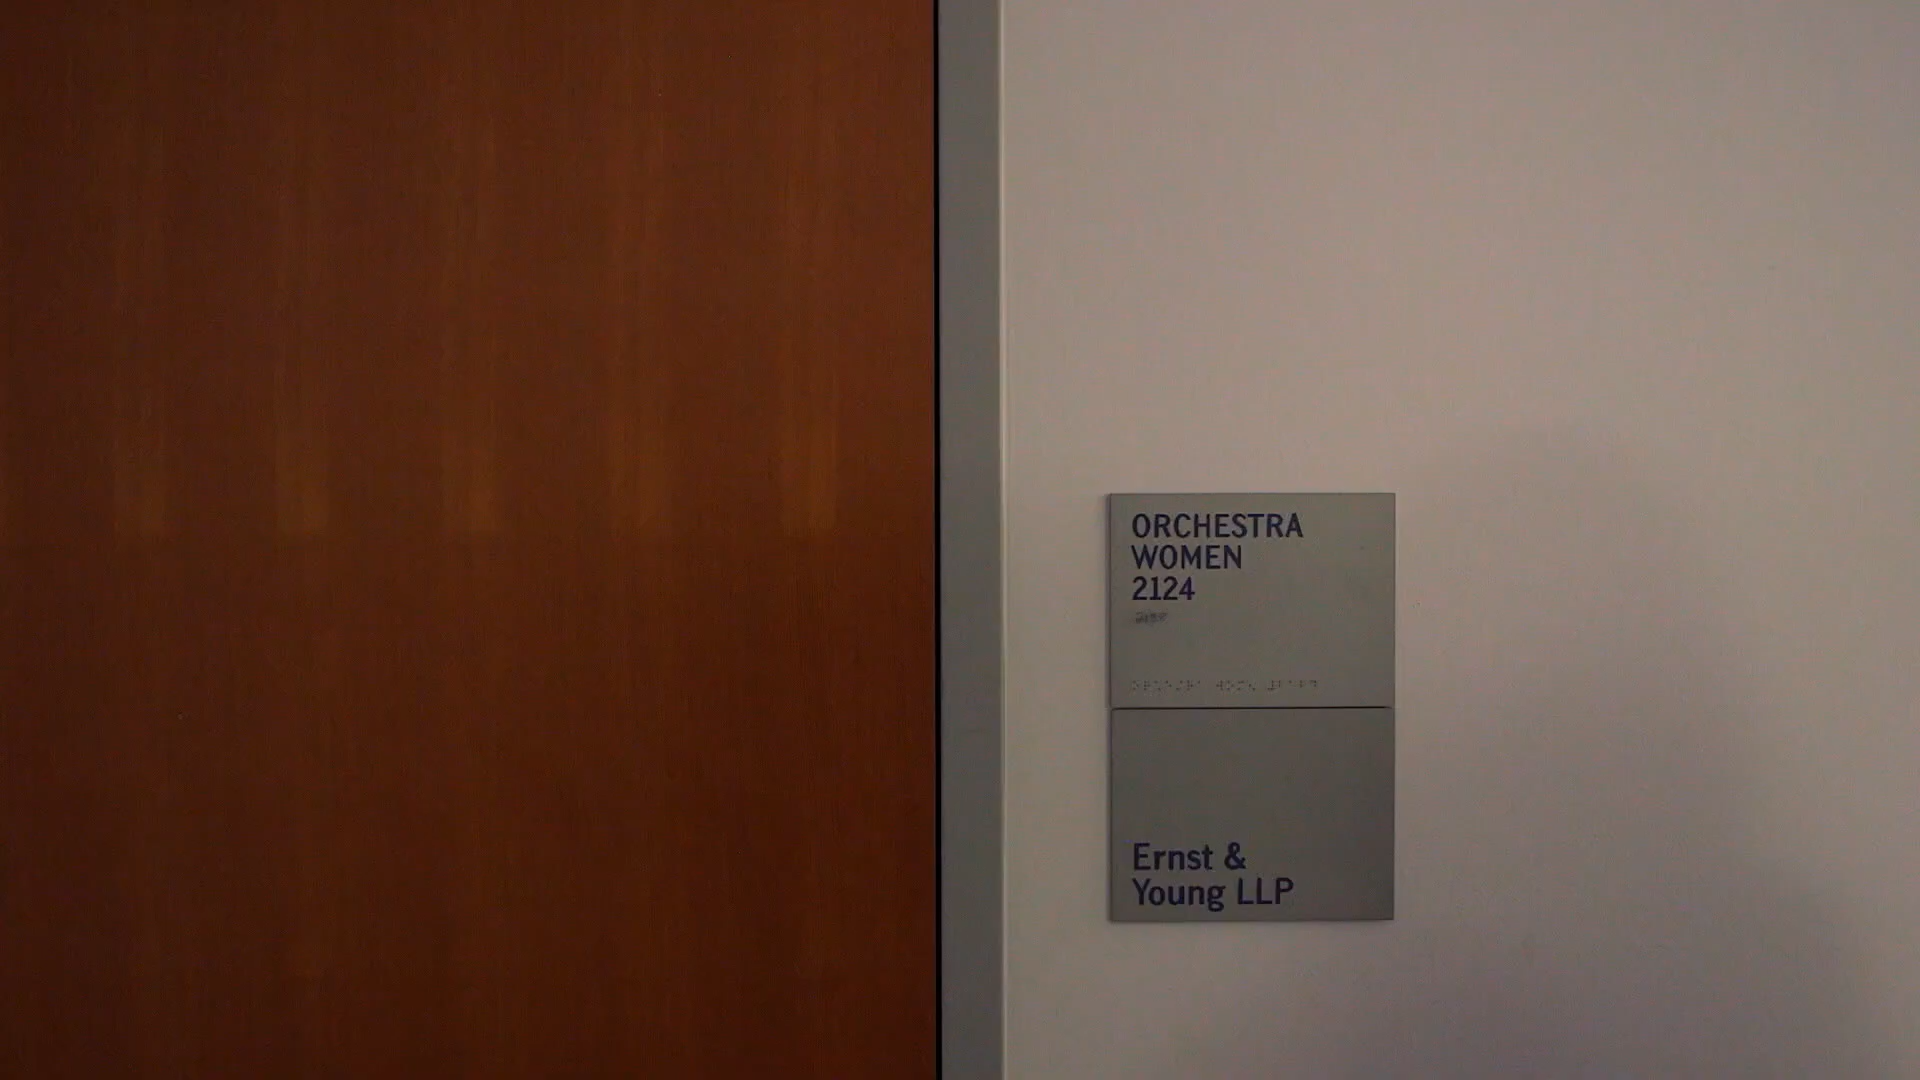 ORCHESTRA
WOMEN
2124
Ernst &
Young LLP